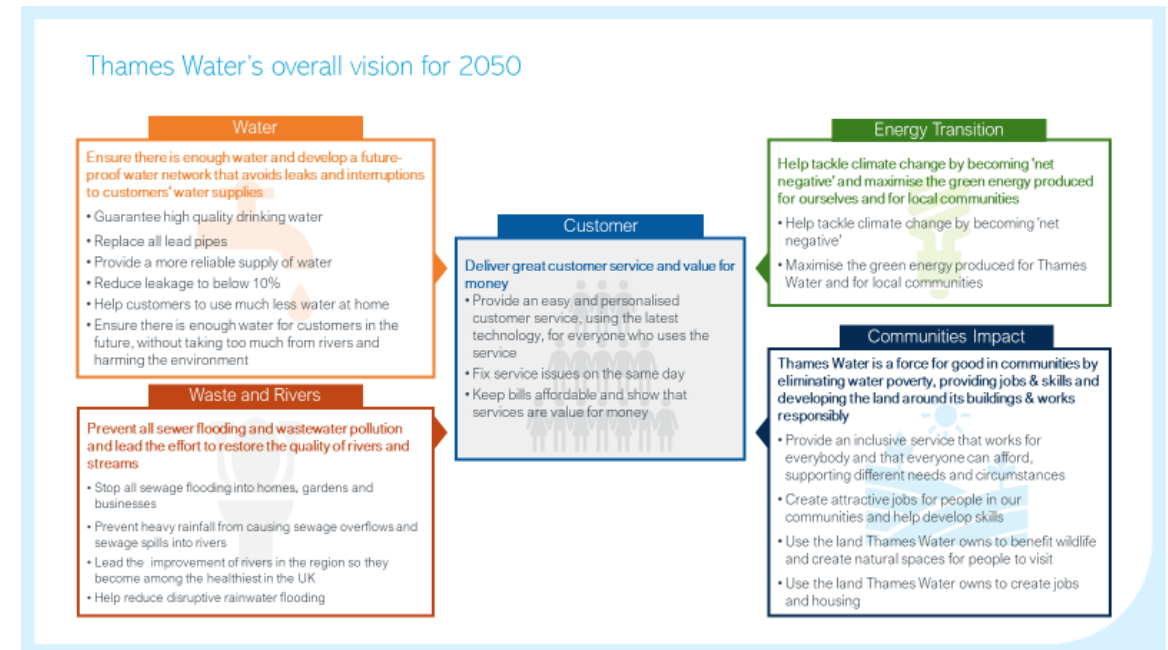 Thames Water's overall vision for 2050
Water
Ensure there is enough water and develop a future-
proof water network that avoids leaks and interruptions
to customers' water supplies
• Guarantee high quality drinking water
• Replace all lead pipes
• Provide a more reliable supply of water
• Reduce leakage to below 10%
• Help customers to use much less water at home
• Ensure there is enough water for customers in the
future, without taking too much from rivers and
harming the environment
Waste and Rivers
Prevent all sewer flooding and wastewater pollution
and lead the effort to restore the quality of rivers and
streams
• Stop all sewage flooding into homes, gardens and
businesses
• Prevent heavy rainfall from causing sewage overflows and
sewage spills into rivers
• Lead the improvement of rivers in the region so they
become among the healthiest in the UK
• Help reduce disruptive rainwater flooding
Customer
Deliver great customer service and value for
money
• Provide an easy and personalised
customer service, using the latest
technology, for everyone who uses the
service
• Fix service issues on the same day
• Keep bills affordable and show that
services are value for money
Energy Transition
Help tackle climate change by becoming 'net
negative' and maximise the green energy produced
for ourselves and for local communities
• Help tackle climate change by becoming 'net
negative'
• Maximise the green energy produced for Thames
Water and for local communities
Communities Impact
Thames Water is a force for good in communities by
eliminating water poverty, providing jobs & skills and
developing the land around its buildings & works
responsibly
• Provide an inclusive service that works for
everybody and that everyone can afford,
supporting different needs and circumstances
• Create attractive jobs for people in our
communities and help develop skills
• Use the land Thames Water owns to benefit wildlife
and create natural spaces for people to visit
• Use the land Thames Water owns to create jobs
and housing